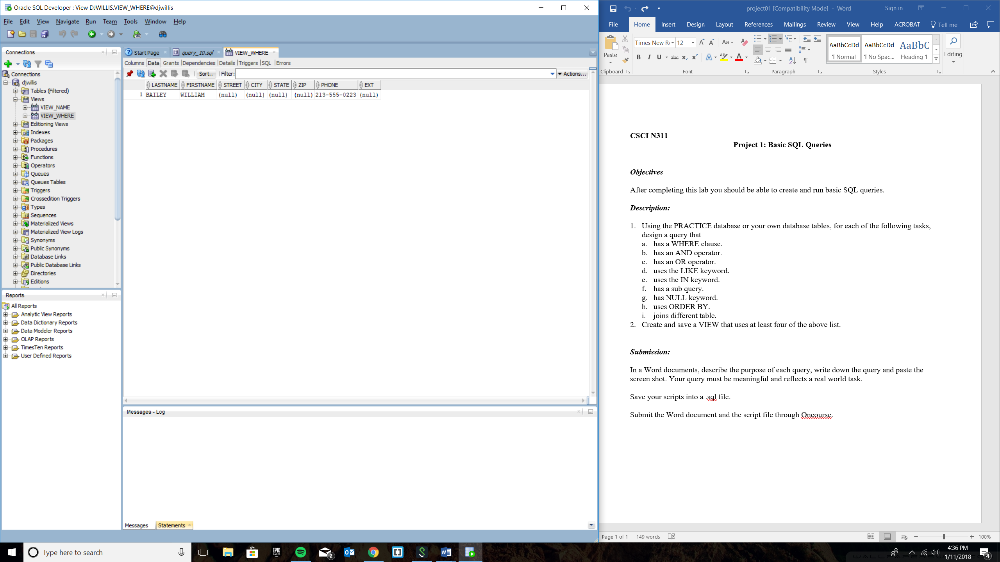 Oracle SQL Developer : View DJWILLIS.VIEW_WHERE@djwillis
File Edit View Navigate Run Team Tools Window Help
Connections
Connections
djwillis
Tables (Filtered)
Views
VIEW_NAME
VIEW_WHERE
Editioning Views
Indexes
Packages
Procedures
Functions
Operators
Queues
Queues Tables
Triggers
Crossedition Triggers
Types
Sequences
Materialized Views
Materialized View Logs
Synonyms
Public Synonyms
Database Links
Public Database Links
Directories
Editions
Reports
All Reports
Analytic View Reports
Data Dictionary Reports
Data Modeler Reports
OLAP Reports
TimesTen Reports
User Defined Reports
Start Page query_10.sql VIEW_WHERE
Columns Data Grants Dependencies Details Triggers SQL Errors
Sort.. Filter: Actions...
LASTNAME FIRSTNAME STREET CITY STATE ZIP PHONE EXT
1 BAILEY WILLIAM (null) (null) (null) (null) 213-555-0223 (null)
Messages - Log
Messages Statements
project01 [Compatibility Mode] - Word Sign in
File Home Insert Design Layout References Mailings Review View Help ACROBAT Tell me
Paste
Clipboard
Times New R 12
Aa
B I U abc X₂ X² A ab A
Font
Paragraph
AaBbCcDd AaBbCcDd AaBbC
¶ Normal ¶ No Spac... Heading 1
Styles
Editing
CSCI N311
Project 1: Basic SQL Queries
Objectives
After completing this lab you should be able to create and run basic SQL queries.
Description:
1. Using the PRACTICE database or your own database tables, for each of the following tasks,
design a query that
a. has a WHERE clause.
b. has an AND operator.
c. has an OR operator.
d. uses the LIKE keyword.
e. uses the IN keyword.
f. has a sub query.
g. has NULL keyword.
h. uses ORDER BY.
i. joins different table.
2. Create and save a VIEW that uses at least four of the above list.
Submission:
In a Word documents, describe the purpose of each query, write down the query and paste the
screen shot. Your query must be meaningful and reflects a real world task.
Save your scripts into a .sql file.
Submit the Word document and the script file through Oncourse.
Page 1 of 1 149 words 100%
Type here to search
EPIC GAMES
2
4:36 PM
1/11/2018
4